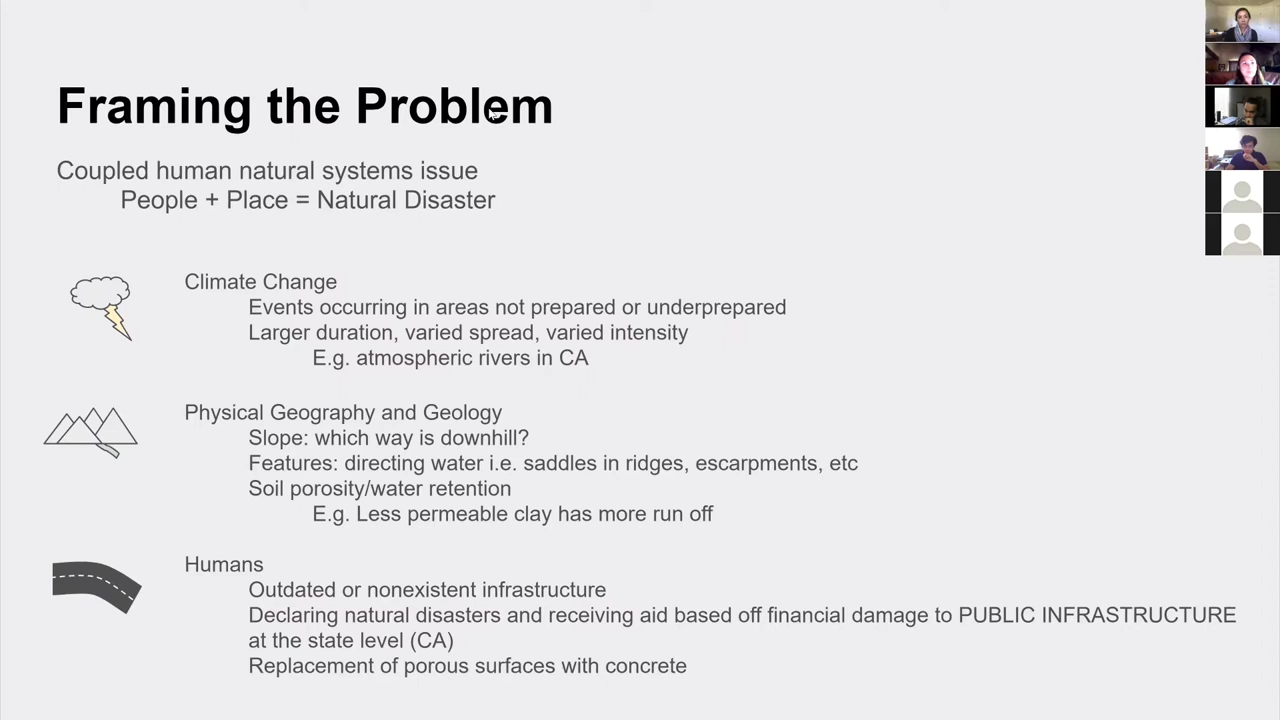 Framing the Problem
Coupled human natural systems issue
People + Place = Natural Disaster
Climate Change
Events occurring in areas not prepared or underprepared
Larger duration, varied spread, varied intensity
E.g. atmospheric rivers in CA
Physical Geography and Geology
Slope: which way is downhill?
Features: directing water i.e. saddles in ridges, escarpments, etc
Soil porosity/water retention
E.g. Less permeable clay has more run off
Humans
Outdated or nonexistent infrastructure
Declaring natural disasters and receiving aid based off financial damage to PUBLIC INFRASTRUCTURE
at the state level (CA)
Replacement of porous surfaces with concrete